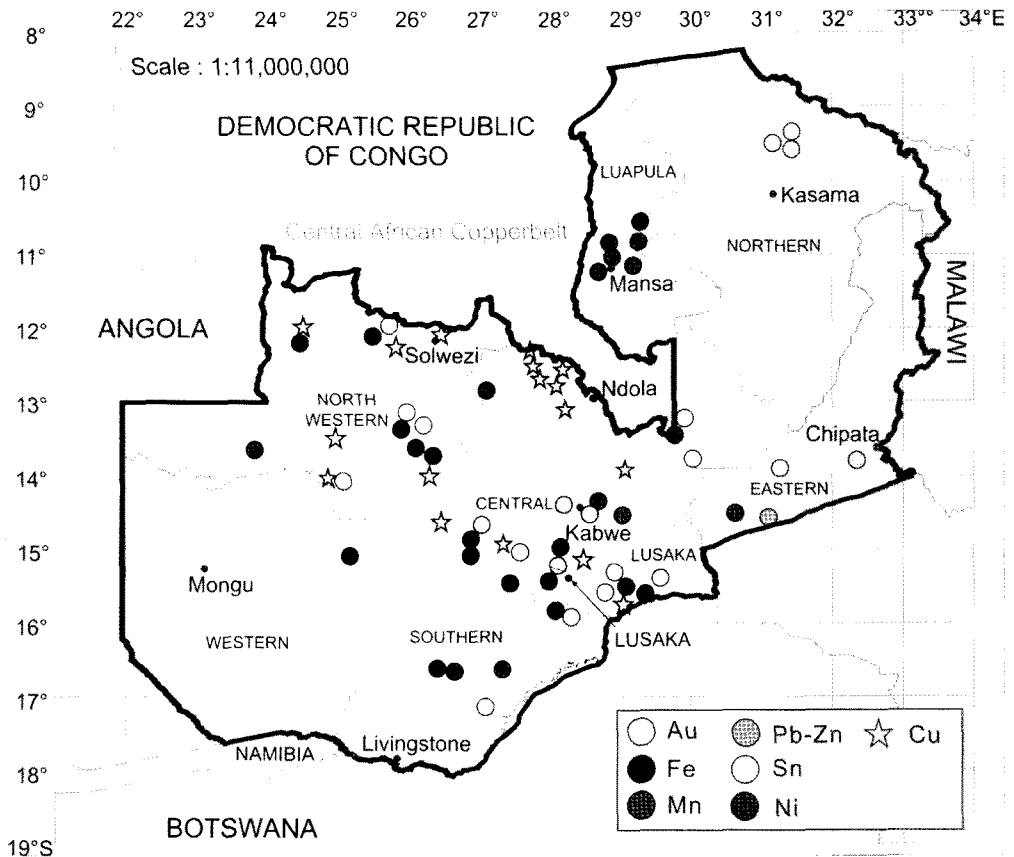 22° 23° 24° 25° 26° 27° 28° 29° 30° 31° 32° 33° 34°E
8°
Scale : 1:11,000,000
9°
DEMOCRATIC REPUBLIC
OF CONGO
LUAPULA
10°
Kasama
Central African Copperbelt
NORTHERN
11°
Mansa
MALAWI
12°
ANGOLA
Solwezi
13°
NORTH
WESTERN
Ndola
Chipata
14°
CENTRAL
EASTERN
Kabwe
15°
LUSAKA
Mongu
16°
WESTERN
SOUTHERN
LUSAKA
17°
Au
Pb-Zn
Cu
NAMIBIA
Livingstone
Fe
Sn
18°
Mn
Ni
BOTSWANA
19°S